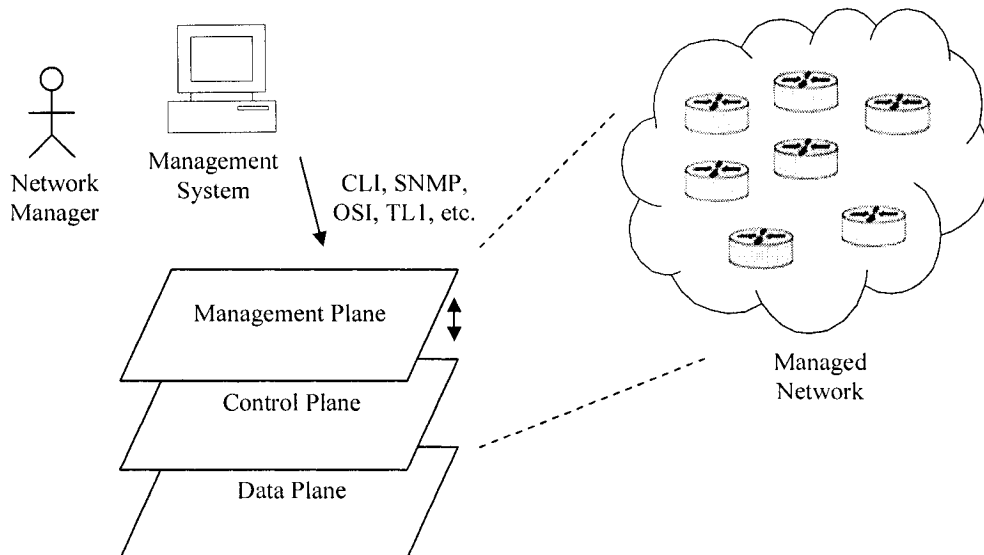 Network
Manager
Management
System
CLI, SNMP,
OSI, TL1, etc.
Management Plane
Control Plane
Data Plane
Managed
Network